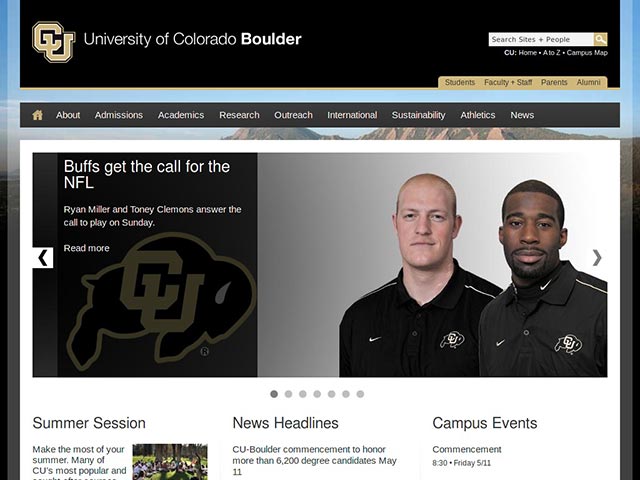 CU
University of Colorado Boulder
Search Sites + People
CU: Home • A to Z • Campus Map
Students Faculty + Staff Parents Alumni
About Admissions Academics Research Outreach International Sustainability Athletics News
Buffs get the call for the
NFL
Ryan Miller and Toney Clemons answer the
call to play on Sunday.
Read more
CU
®
Summer Session
Make the most of your
summer. Many of
CU's most popular and
News Headlines
CU-Boulder commencement to honor
more than 6,200 degree candidates May
11
Campus Events
Commencement
8:30 • Friday 5/11